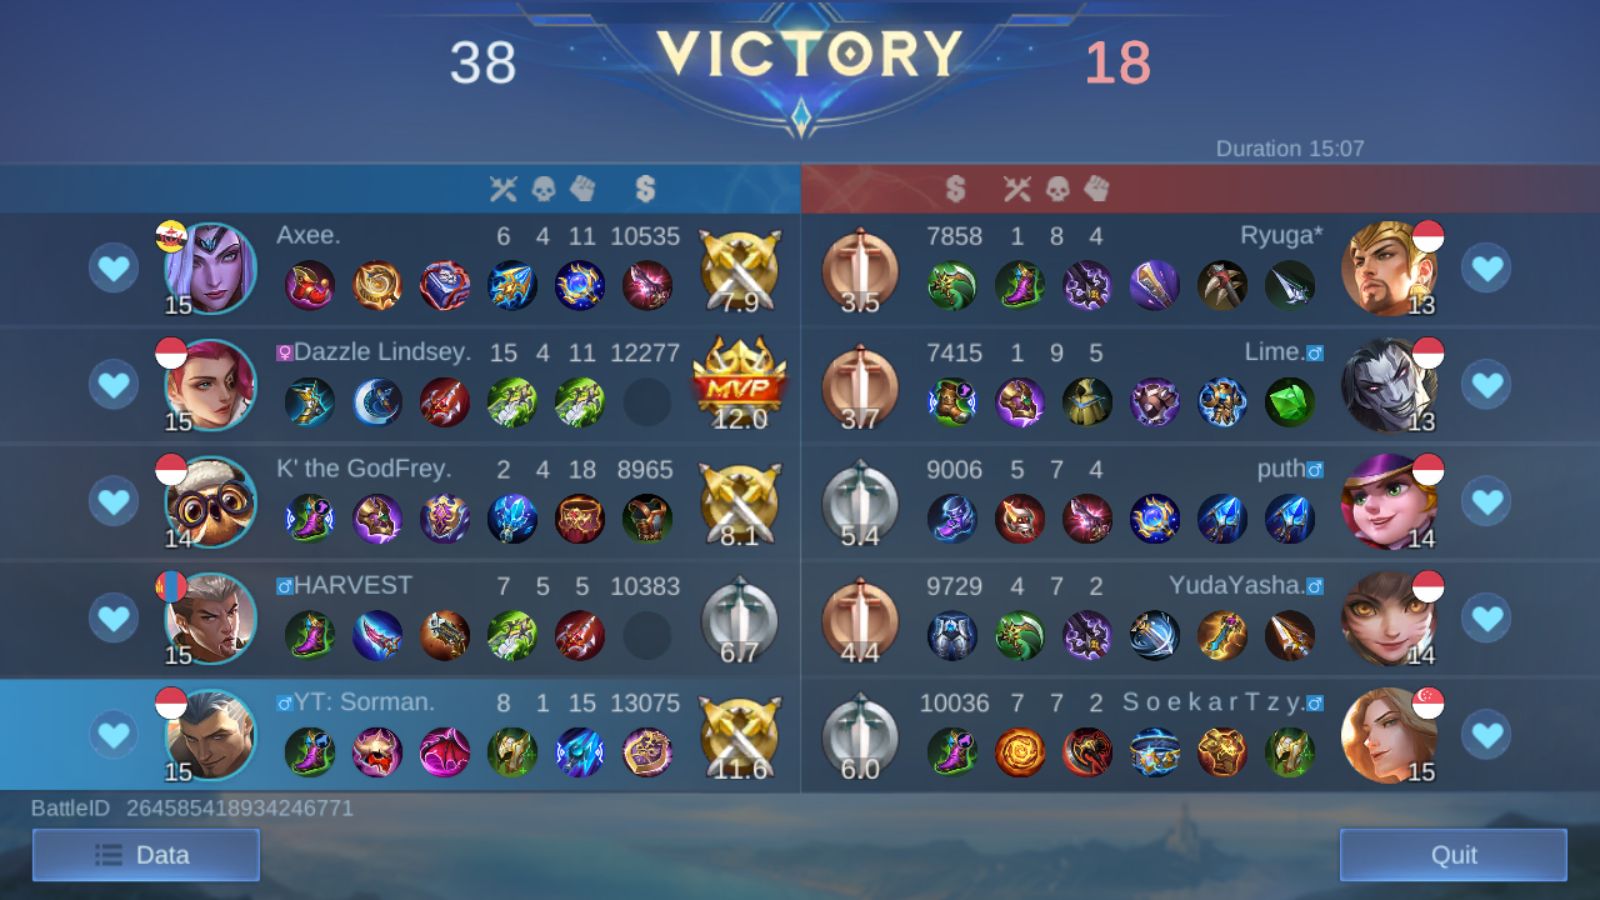 38 VICTORY 18
Duration 15:07
Axee. 6 4 11 10535
15 7.9
Dazzle Lindsey. 15 4 11 12277
15 MVP 12.0
K' the GodFrey. 2 4 18 8965
14 8.1
HARVEST 7 5 5 10383
15 6.7
YT: Sorman. 8 1 15 13075
15 11.6
7858 1 8 4 Ryuga*
3.5 13
7415 1 9 5 Lime.
3.7 13
9006 5 7 4 puth
5.4 14
9729 4 7 2 YudaYasha.
4.4 14
10036 7 7 2 S o e k a r T z y.
6.0 15
BattleID 264585418934246771
Data
Quit